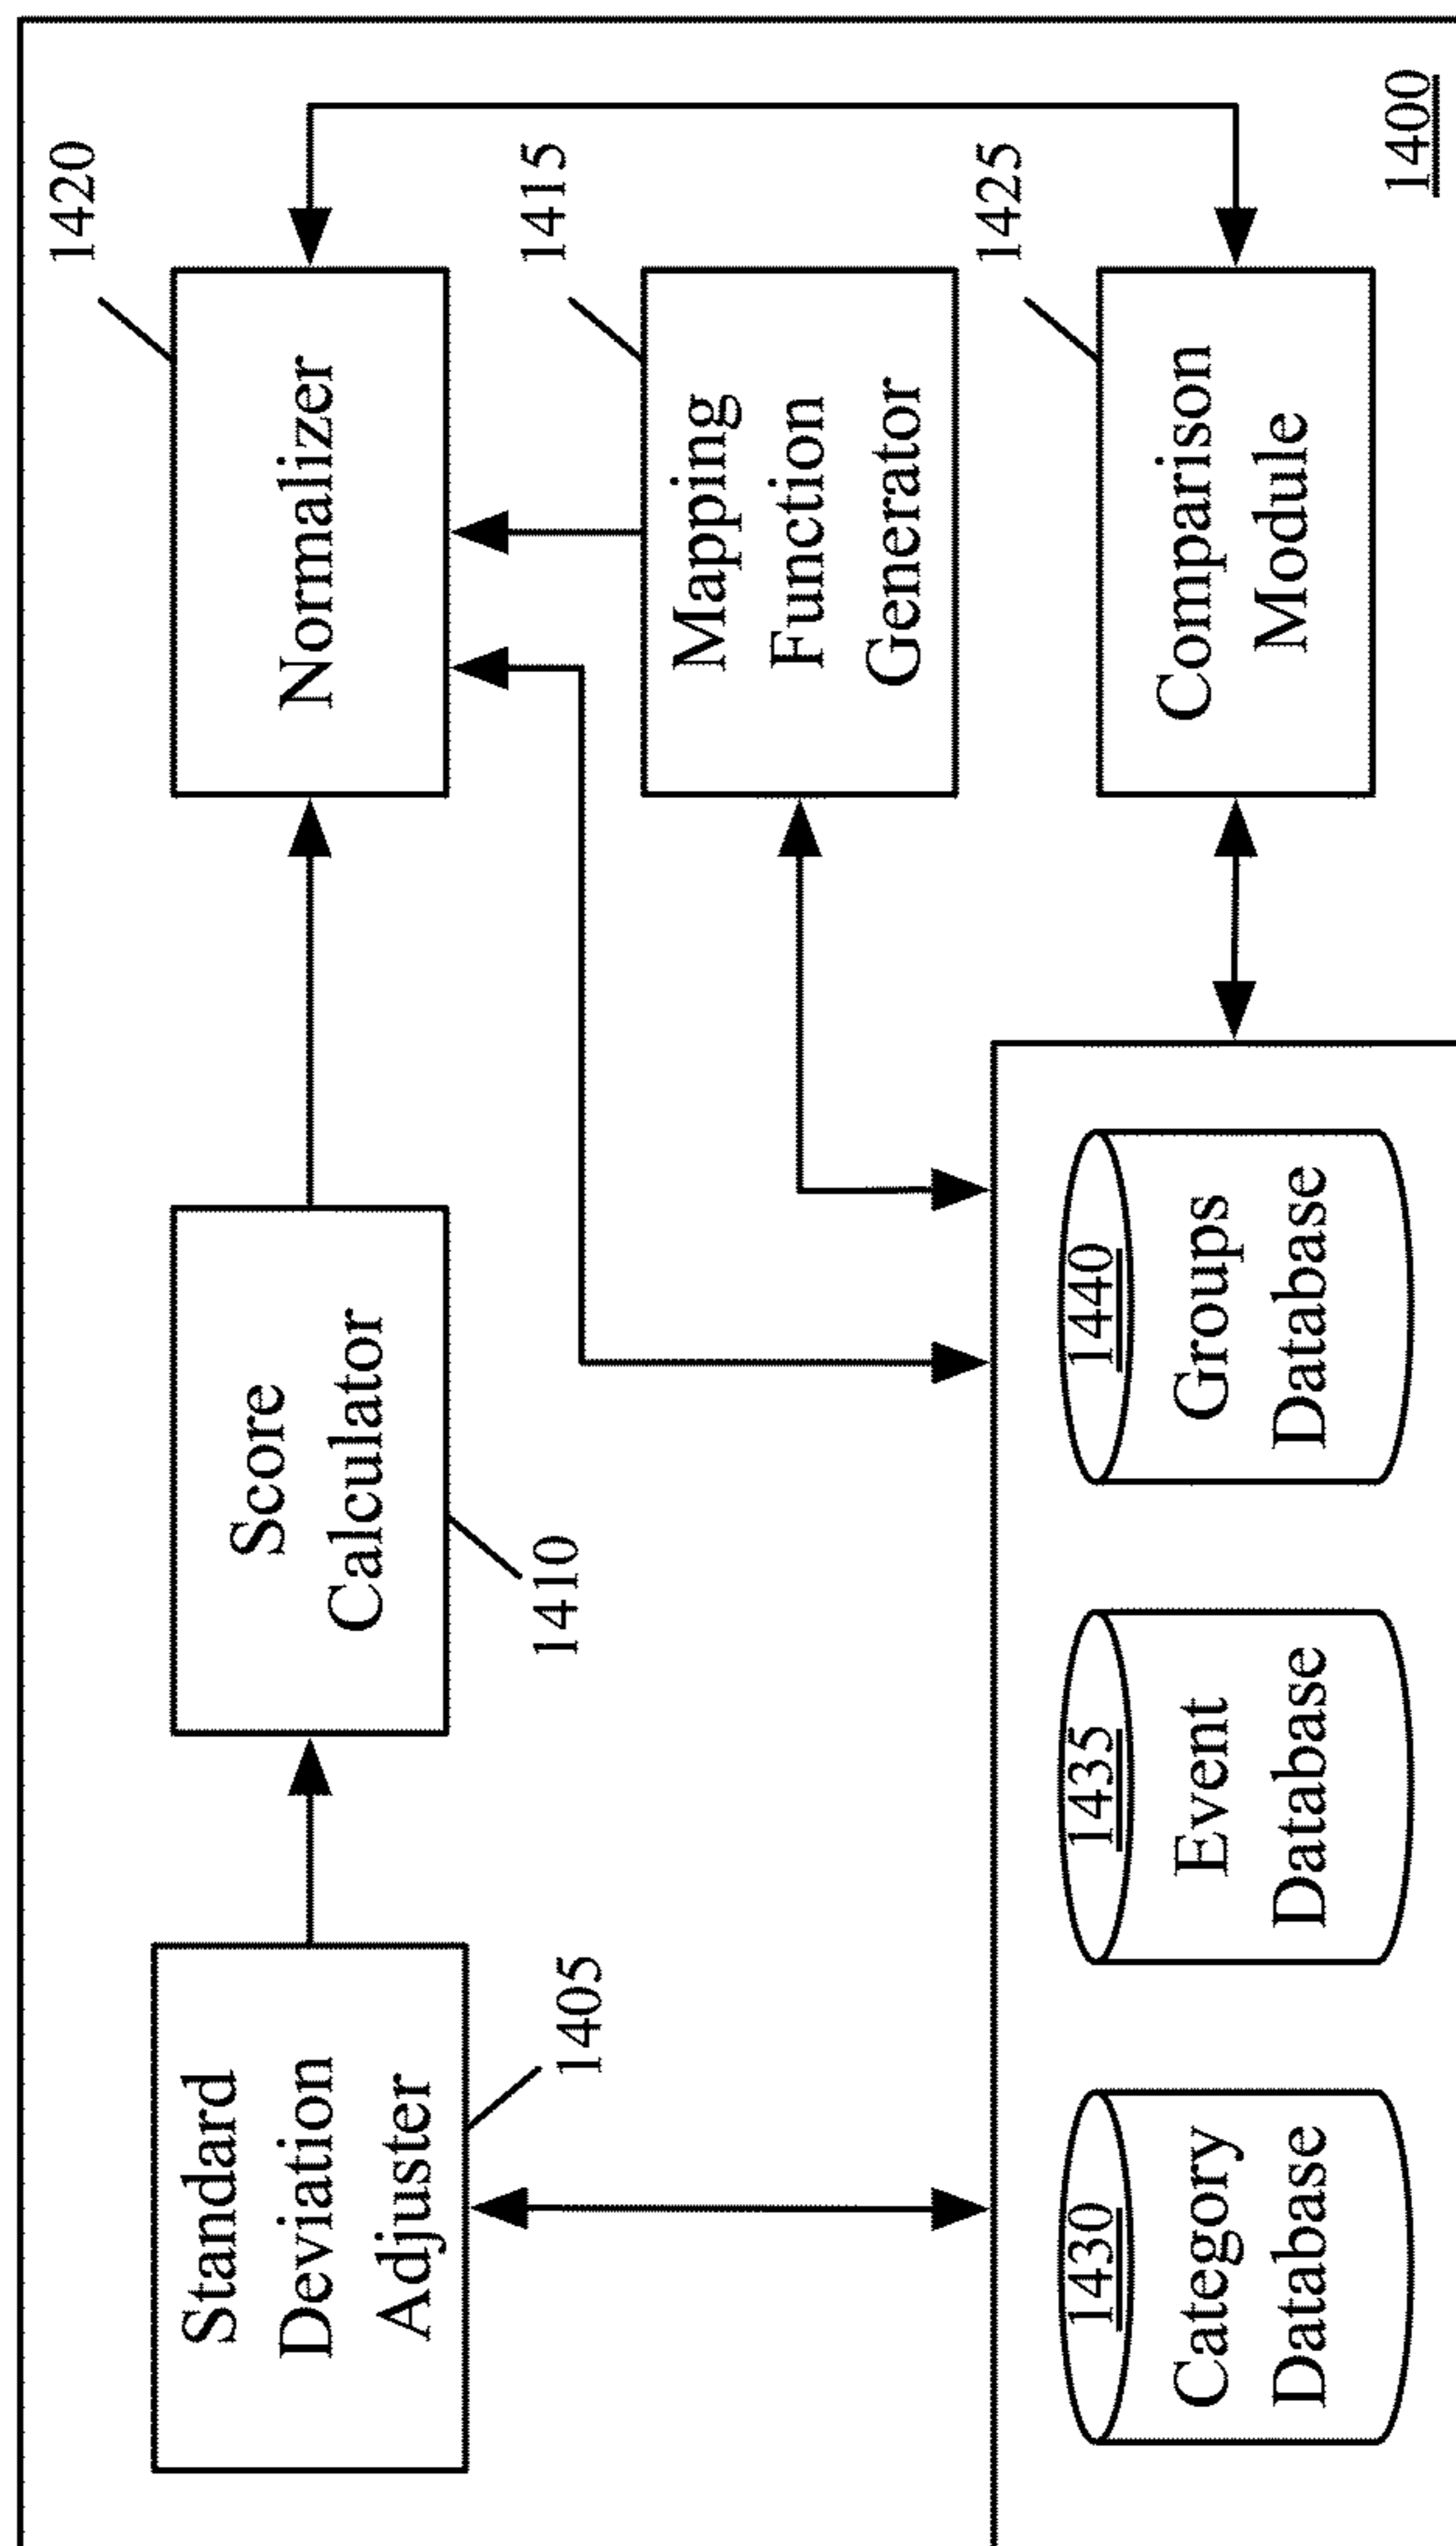 Standard
Deviation
Adjuster
1405
Score
Calculator
1410
Normalizer
1420
Mapping
Function
Generator
1415
Comparison
Module
1425
1430
Category
Database
1435
Event
Database
1440
Groups
Database
1400